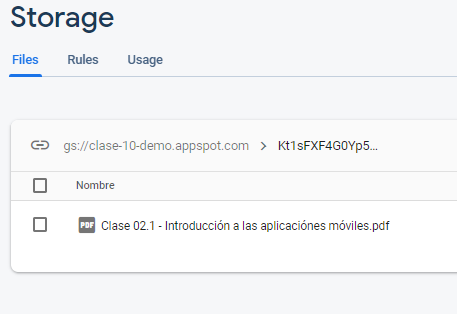 Storage
Files Rules Usage
gs://clase-10-demo.appspot.com > Kt1sFXF4G0Yp5...
Nombre
PDF Clase 02.1 - Introducción a las aplicaciónes móviles.pdf